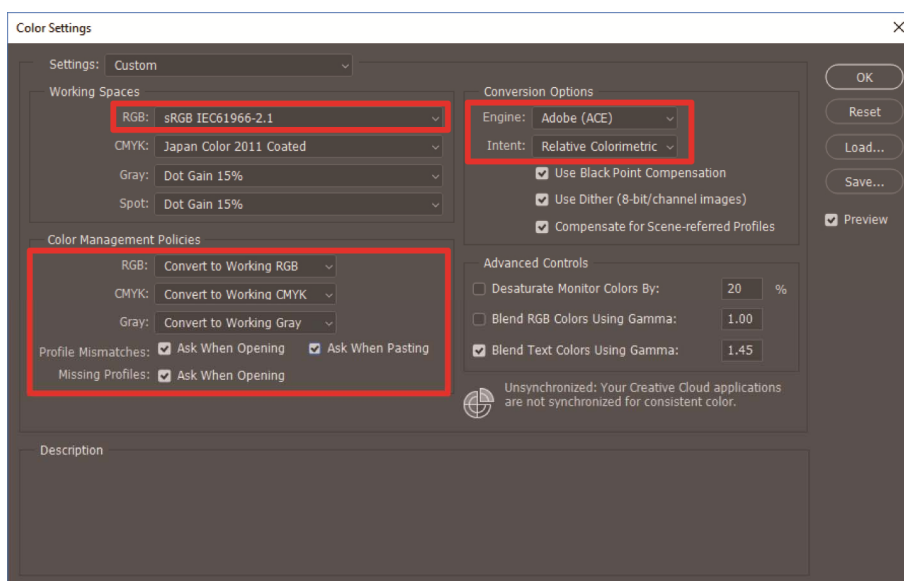 Color Settings
Settings: Custom
Working Spaces
RGB: sRGB IEC61966-2.1
CMYK: Japan Color 2011 Coated
Gray: Dot Gain 15%
Spot: Dot Gain 15%
Color Management Policies
RGB: Convert to Working RGB
CMYK: Convert to Working CMYK
Gray: Convert to Working Gray
Profile Mismatches: Ask When Opening Ask When Pasting
Missing Profiles: Ask When Opening
Conversion Options
Engine: Adobe (ACE)
Intent: Relative Colorimetric
Use Black Point Compensation
Use Dither (8-bit/channel images)
Compensate for Scene-referred Profiles
Advanced Controls
Desaturate Monitor Colors By: 20 %
Blend RGB Colors Using Gamma: 1.00
Blend Text Colors Using Gamma: 1.45
Unsynchronized: Your Creative Cloud applications
are not synchronized for consistent color.
OK
Reset
Load...
Save...
Preview
Description